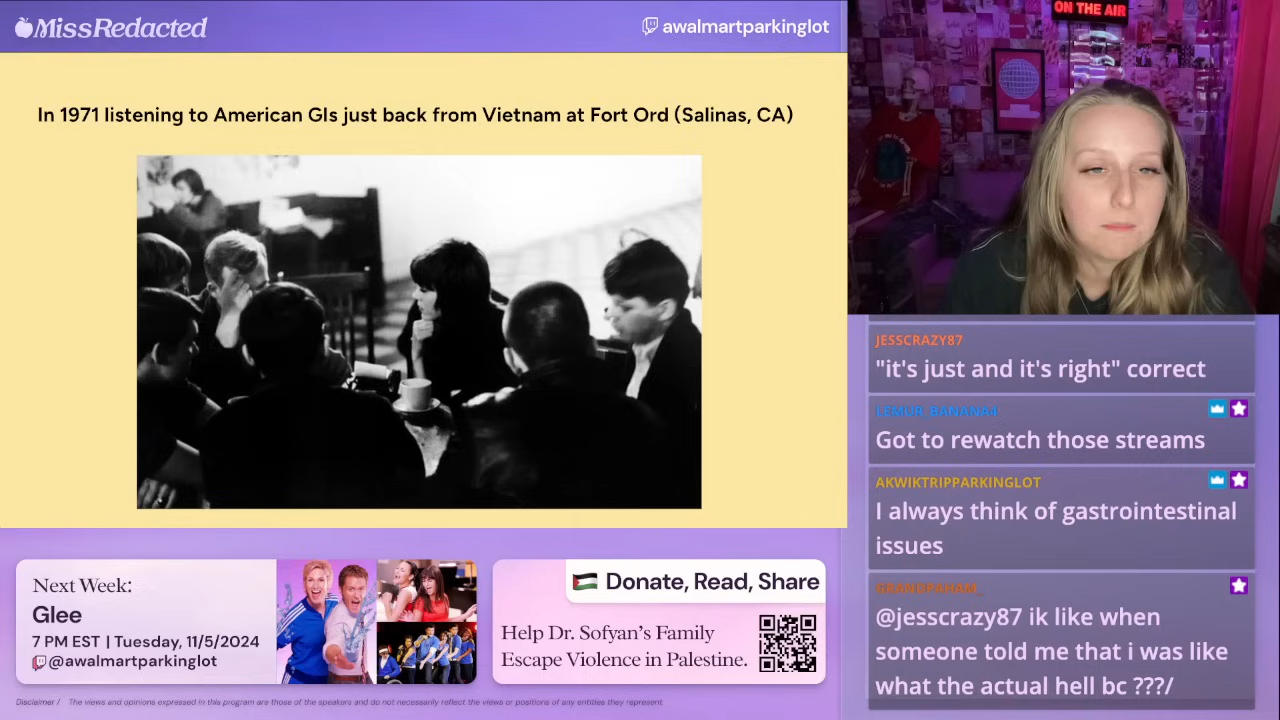 MissRedacted
awalmartparkinglot
ON THE AIR
In 1971 listening to American GIs just back from Vietnam at Fort Ord (Salinas, CA)
JESSCRAZY87
"it's just and it's right" correct
LEMUR_BANANA4
Got to rewatch those streams
AKWIKTRIPPARKINGLOT
I always think of gastrointestinal
issues
GRANDPAHAM_
@jesscrazy87 ik like when
someone told me that i was like
what the actual hell bc ???/
Next Week:
Glee
7 PM EST | Tuesday, 11/5/2024
@awalmartparkinglot
Donate, Read, Share
Help Dr. Sofyan's Family
Escape Violence in Palestine.
Disclaimer / The views and opinions expressed in this program are those of the speakers and do not necessarily reflect the views or positions of any entities they represent